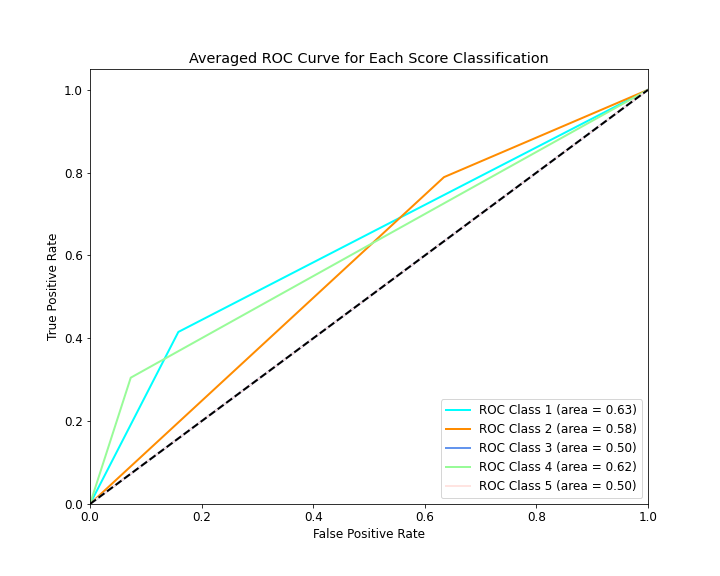 Averaged ROC Curve for Each Score Classification
True Positive Rate
1.0
0.8
0.6
0.4
0.2
0.0
ROC Class 1 (area = 0.63)
ROC Class 2 (area = 0.58)
ROC Class 3 (area = 0.50)
ROC Class 4 (area = 0.62)
ROC Class 5 (area = 0.50)
0.0 0.2 0.4 0.6 0.8 1.0
False Positive Rate